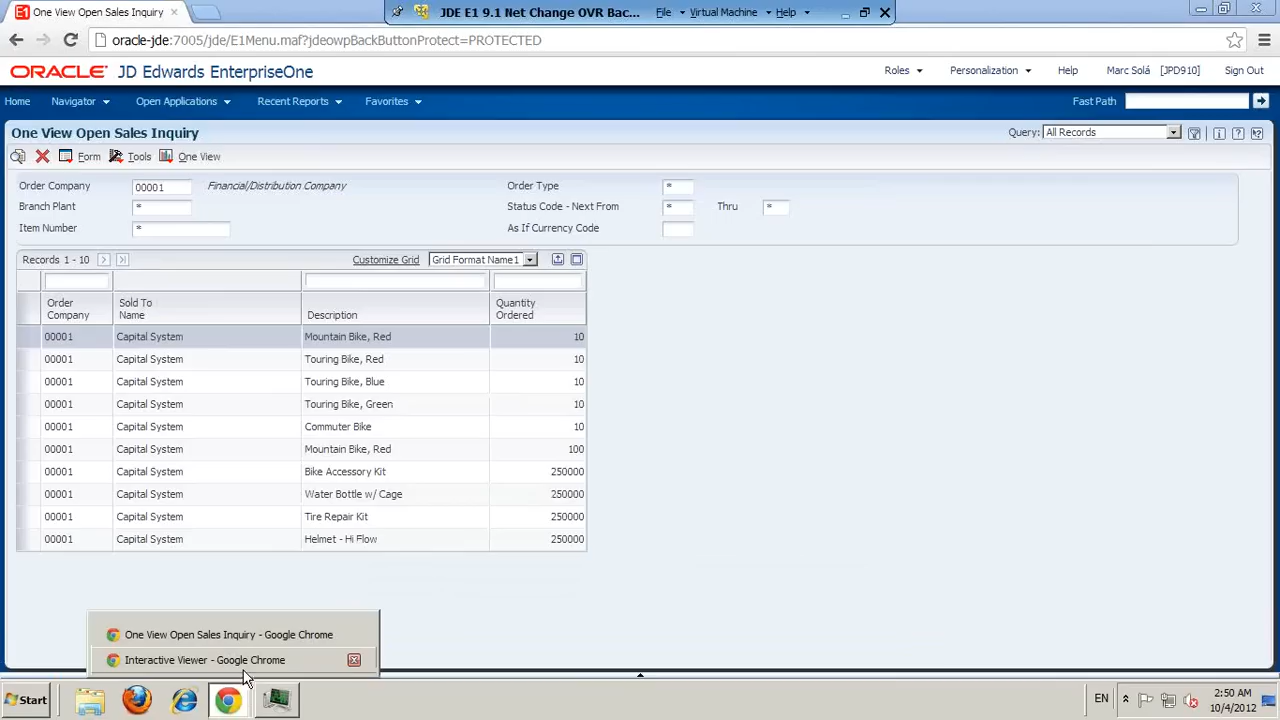 One View Open Sales Inquiry ×
JDE E1 9.1 Net Change OVR Bac... File Virtual Machine Help
oracle-jde:7005/jde/E1Menu.maf?jdeowpBackButtonProtect=PROTECTED
ORACLE JD Edwards EnterpriseOne Roles Personalization Help Marc Solá [JPD910] Sign Out
Home Navigator Open Applications Recent Reports Favorites Fast Path
One View Open Sales Inquiry Query: All Records
Form Tools One View
Order Company 00001 Financial/Distribution Company Order Type *
Branch Plant * Status Code - Next From * Thru *
Item Number * As If Currency Code
Records 1 - 10 Customize Grid Grid Format Name1
Order Company Sold To Name Description Quantity Ordered
00001 Capital System Mountain Bike, Red 10
00001 Capital System Touring Bike, Red 10
00001 Capital System Touring Bike, Blue 10
00001 Capital System Touring Bike, Green 10
00001 Capital System Commuter Bike 10
00001 Capital System Mountain Bike, Red 100
00001 Capital System Bike Accessory Kit 250000
00001 Capital System Water Bottle w/ Cage 250000
00001 Capital System Tire Repair Kit 250000
00001 Capital System Helmet - Hi Flow 250000
One View Open Sales Inquiry - Google Chrome
Interactive Viewer - Google Chrome
Start EN 2:50 AM
10/4/2012